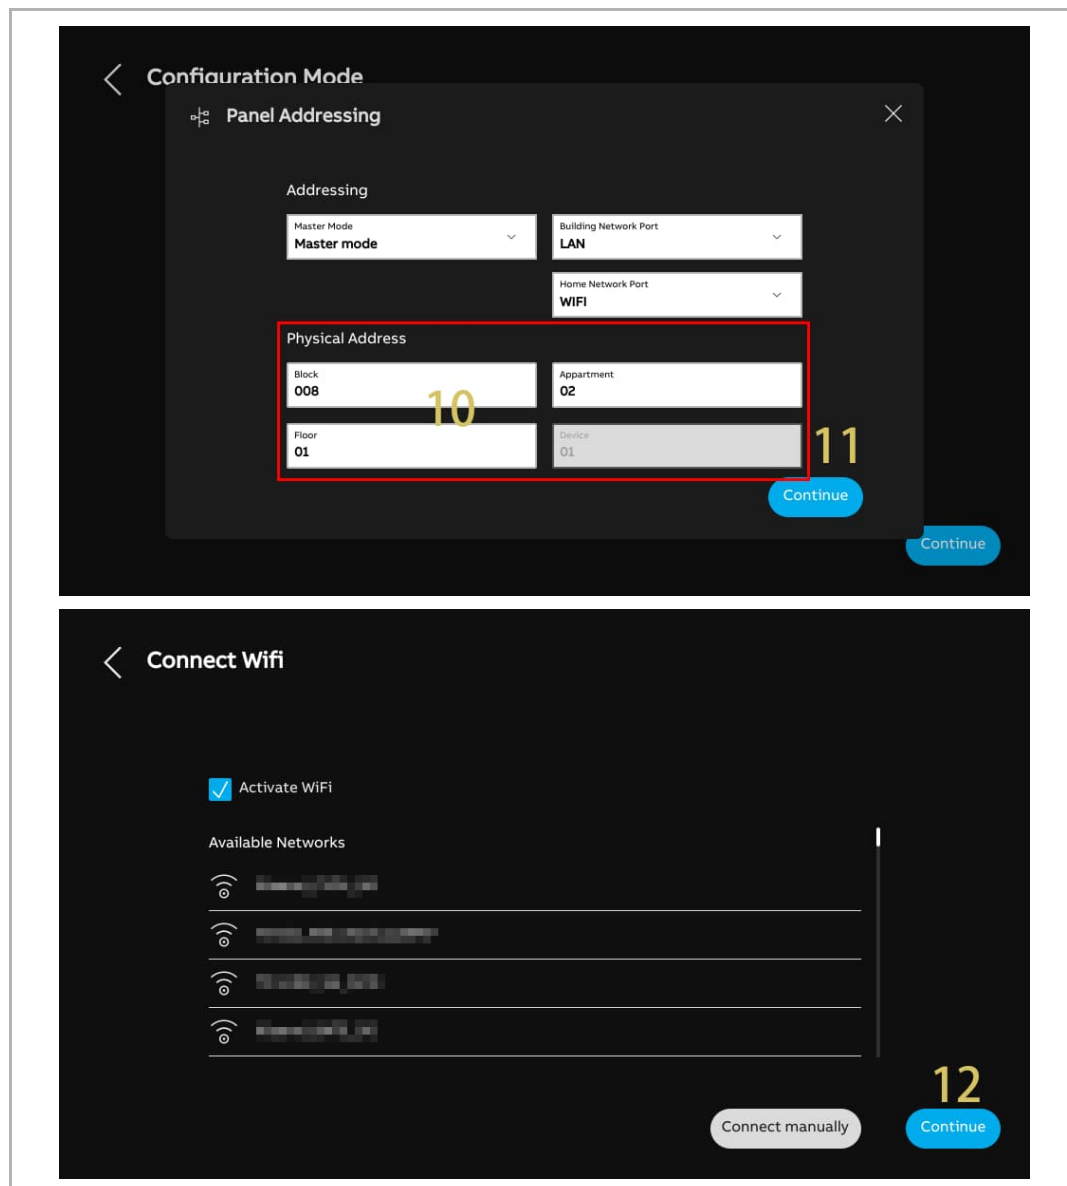 Configuration Mode
Panel Addressing
Addressing
Master Mode
Master mode
Building Network Port
LAN
Home Network Port
WIFI
Physical Address
Block
008
Appartment
02
10
Floor
01
Device
01
11
Continue
Continue
Connect Wifi
Activate WiFi
Available Networks
12
Connect manually
Continue